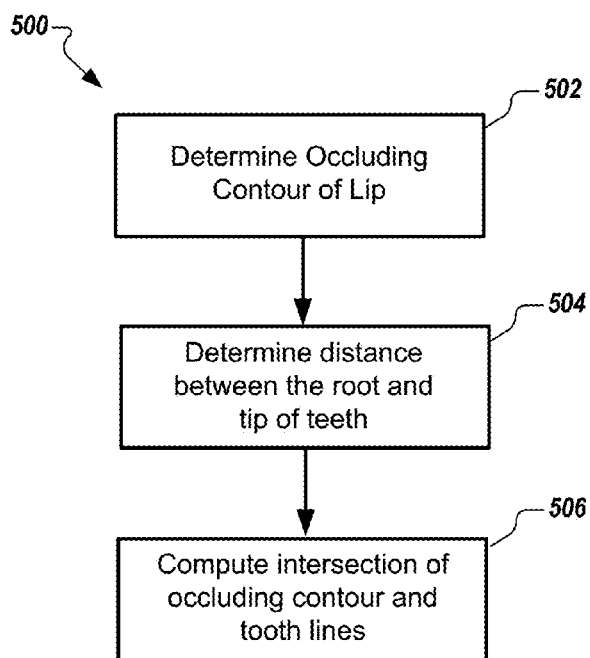 500
502
Determine Occluding
Contour of Lip
504
Determine distance
between the root and
tip of teeth
506
Compute intersection of
occluding contour and
tooth lines